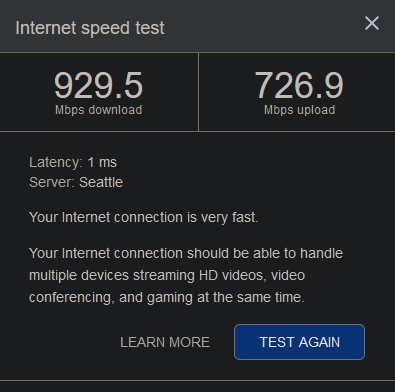 Internet speed test
929.5
Mbps download
726.9
Mbps upload
Latency: 1 ms
Server: Seattle
Your Internet connection is very fast.
Your Internet connection should be able to handle
multiple devices streaming HD videos, video
conferencing, and gaming at the same time.
LEARN MORE
TEST AGAIN